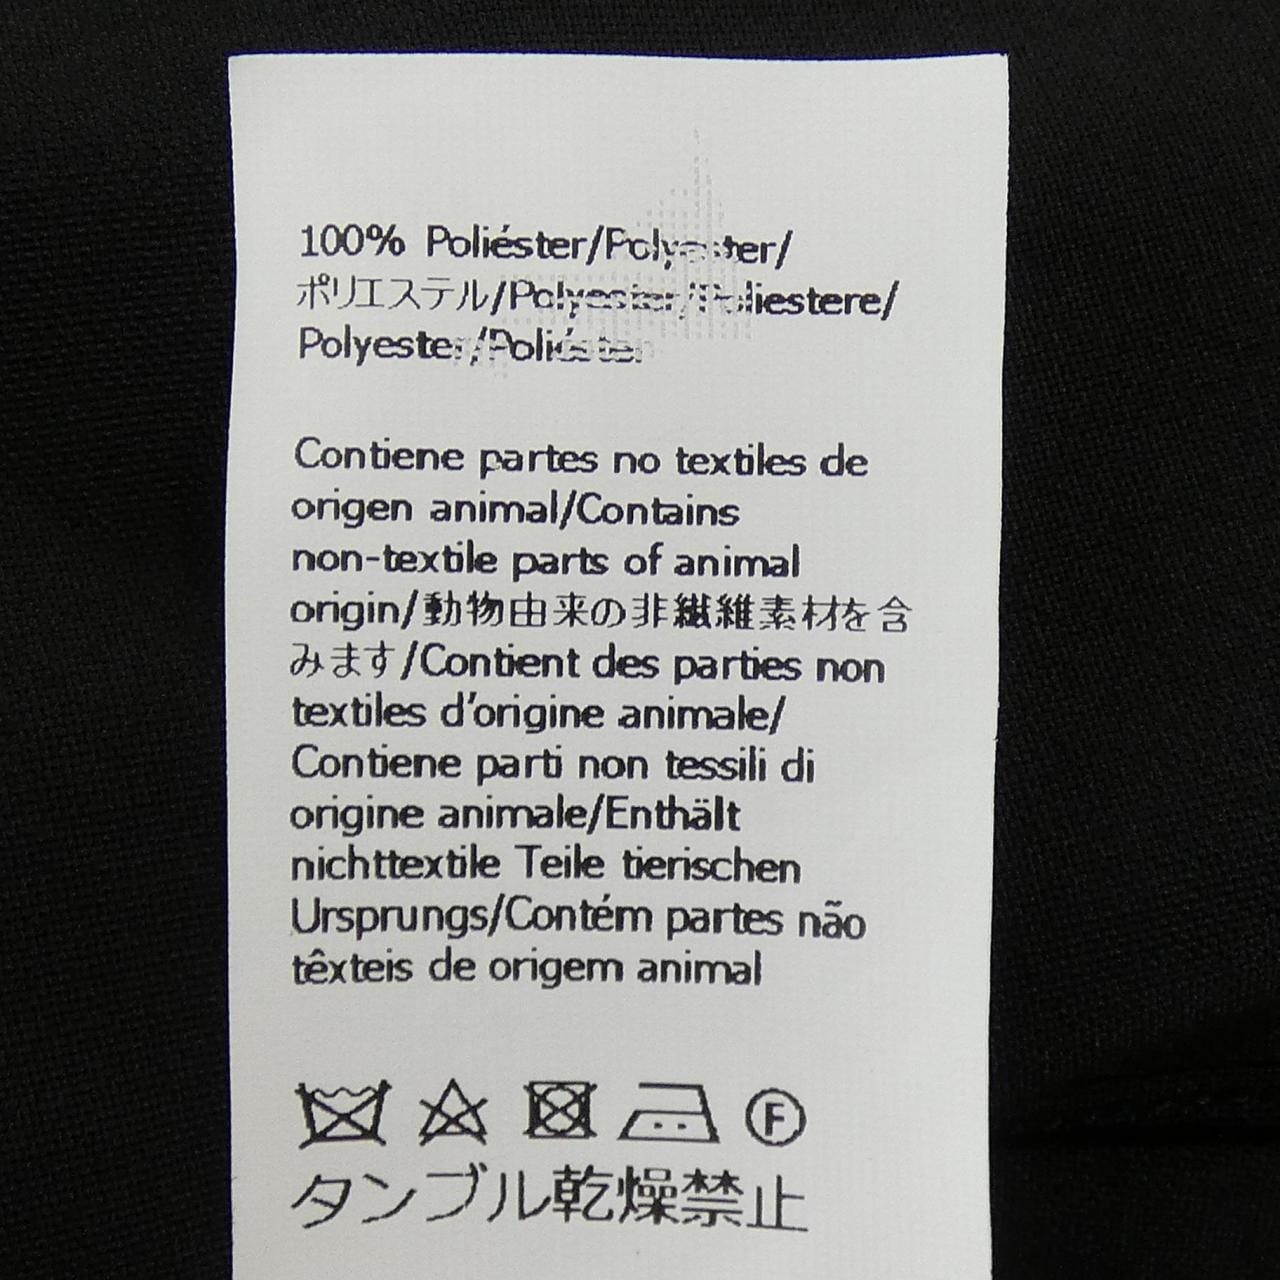 100% Poliéster/Polyester/
ポリエステル/Polyester/Poliestere/
Polyester/Poliéster
Contiene partes no textiles de
origen animal/Contains
non-textile parts of animal
origin/動物由来の非繊維素材を含
みます/Contient des parties non
textiles d'origine animale/
Contiene parti non tessili di
origine animale/Enthält
nichttextile Teile tierischen
Ursprungs/Contém partes não
têxteis de origem animal
F
タンブル乾燥禁止